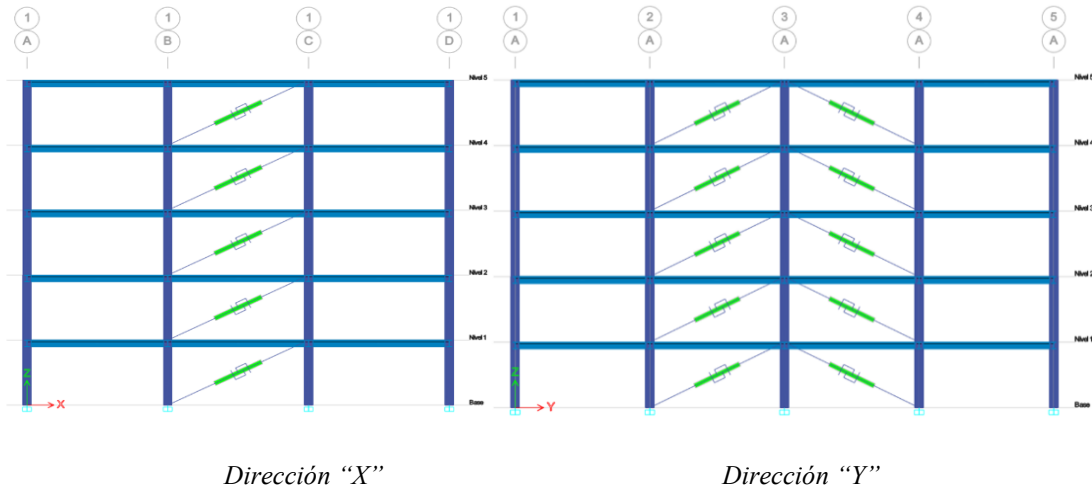 1 1 1 1
A B C D
Nivel 5
Nivel 4
Nivel 3
Nivel 2
Nivel 1
Z
X
Base
1 2 3 4 5
A A A A A
Nivel 5
Nivel 4
Nivel 3
Nivel 2
Nivel 1
Z
Y
Base
Dirección “X”
Dirección “Y”